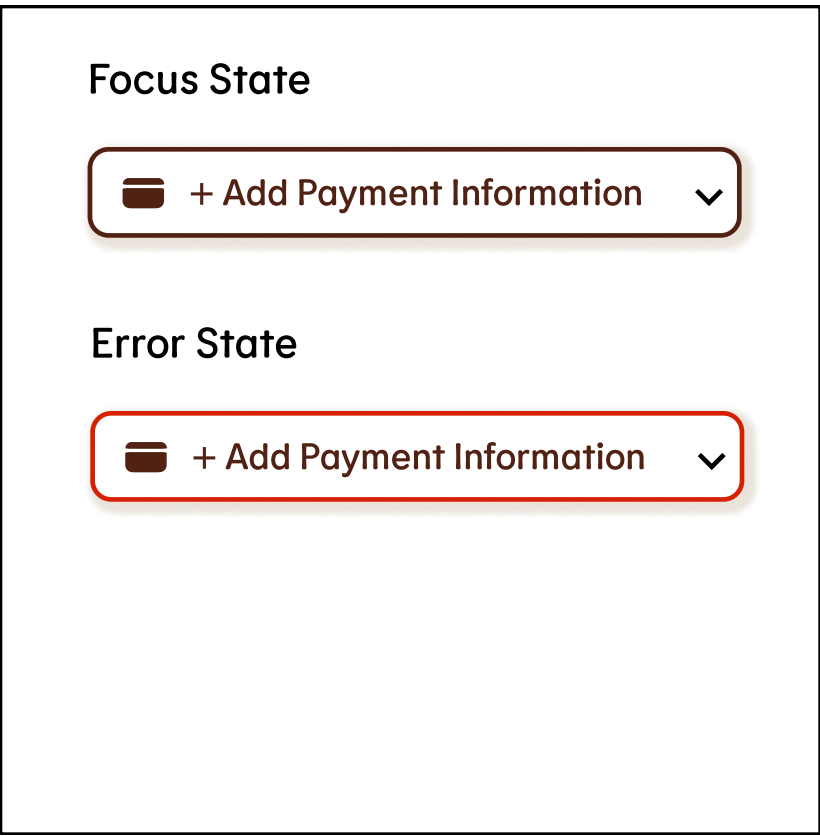 Focus State
+ Add Payment Information
Error State
+ Add Payment Information